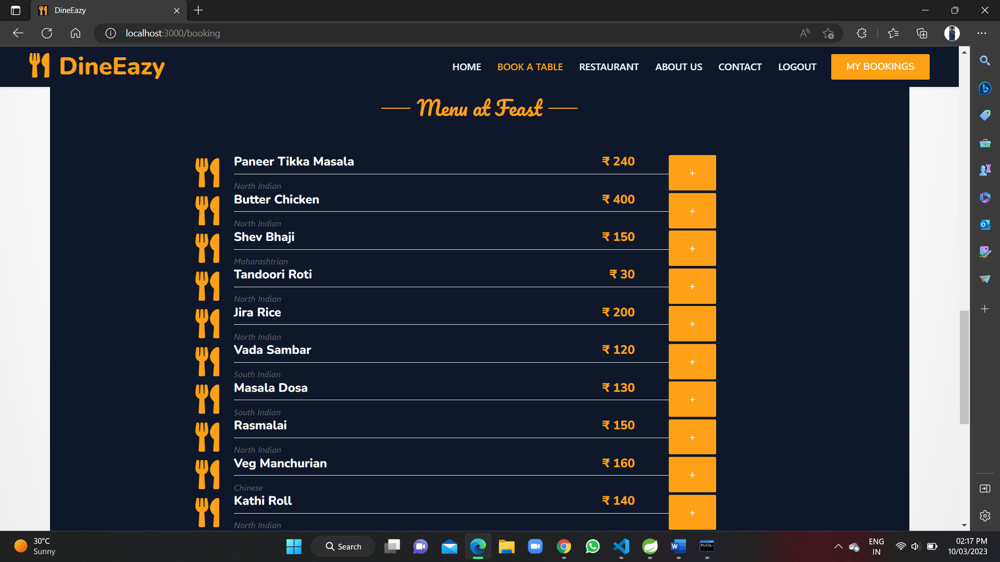 DineEazy
localhost:3000/booking
DineEazy
HOME BOOK A TABLE RESTAURANT ABOUT US CONTACT LOGOUT MY BOOKINGS
Menu at Feast
Paneer Tikka Masala ₹ 240 +
North Indian
Butter Chicken ₹ 400 +
North Indian
Shev Bhaji ₹ 150 +
Maharashtrian
Tandoori Roti ₹ 30 +
North Indian
Jira Rice ₹ 200 +
North Indian
Vada Sambar ₹ 120 +
South Indian
Masala Dosa ₹ 130 +
South Indian
Rasmalai ₹ 150 +
North Indian
Veg Manchurian ₹ 160 +
Chinese
Kathi Roll ₹ 140 +
North Indian
30°C
Sunny
Search
MySQL
ENG
IN
02:17 PM
10/03/2023